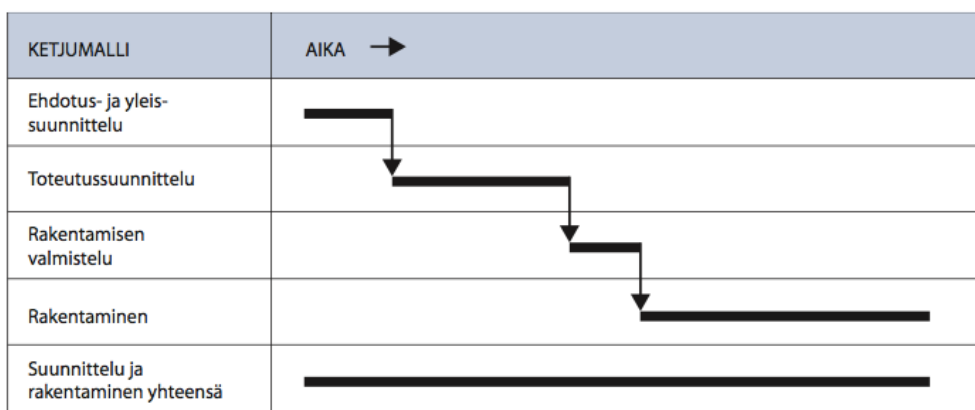 KETJUMALLI
AIKA
Ehdotus- ja yleis-
suunnittelu
Toteutussuunnittelu
Rakentamisen
valmistelu
Rakentaminen
Suunnittelu ja
rakentaminen yhteensä